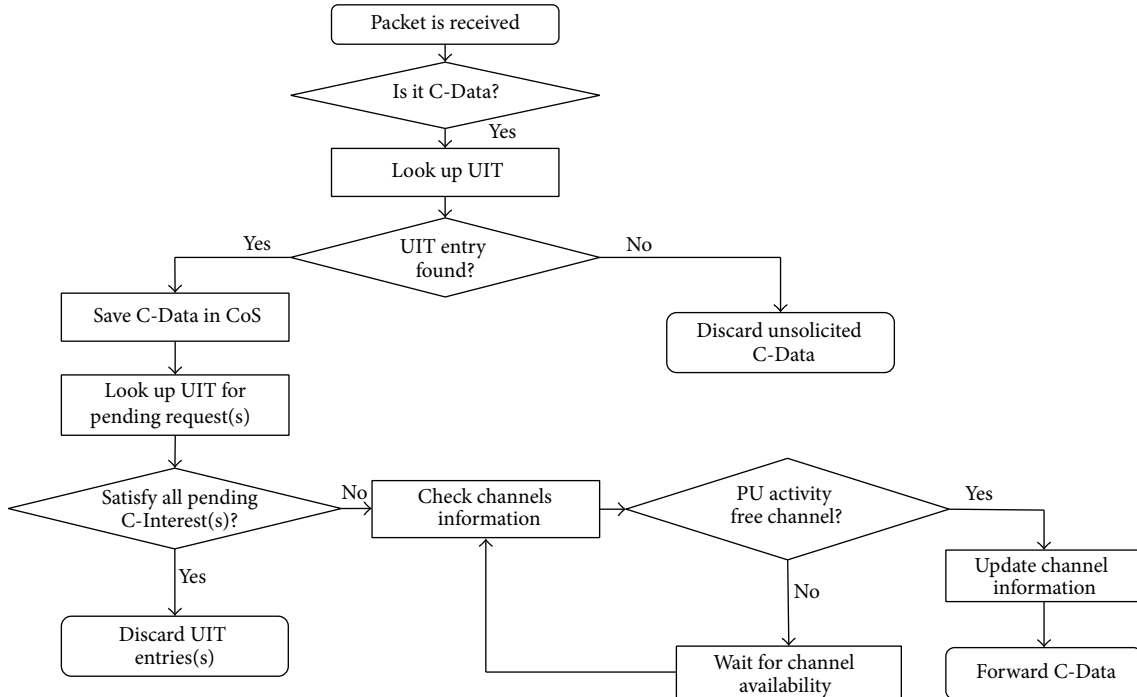 Packet is received
Is it C-Data?
Yes
Look up UIT
Yes
UIT entry
found?
No
Save C-Data in CoS
Discard unsolicited
C-Data
Look up UIT for
pending request(s)
Satisfy all pending
C-Interest(s)?
No
Check channels
information
PU activity
free channel?
Yes
Yes
No
Update channel
information
Discard UIT
entries(s)
Wait for channel
availability
Forward C-Data